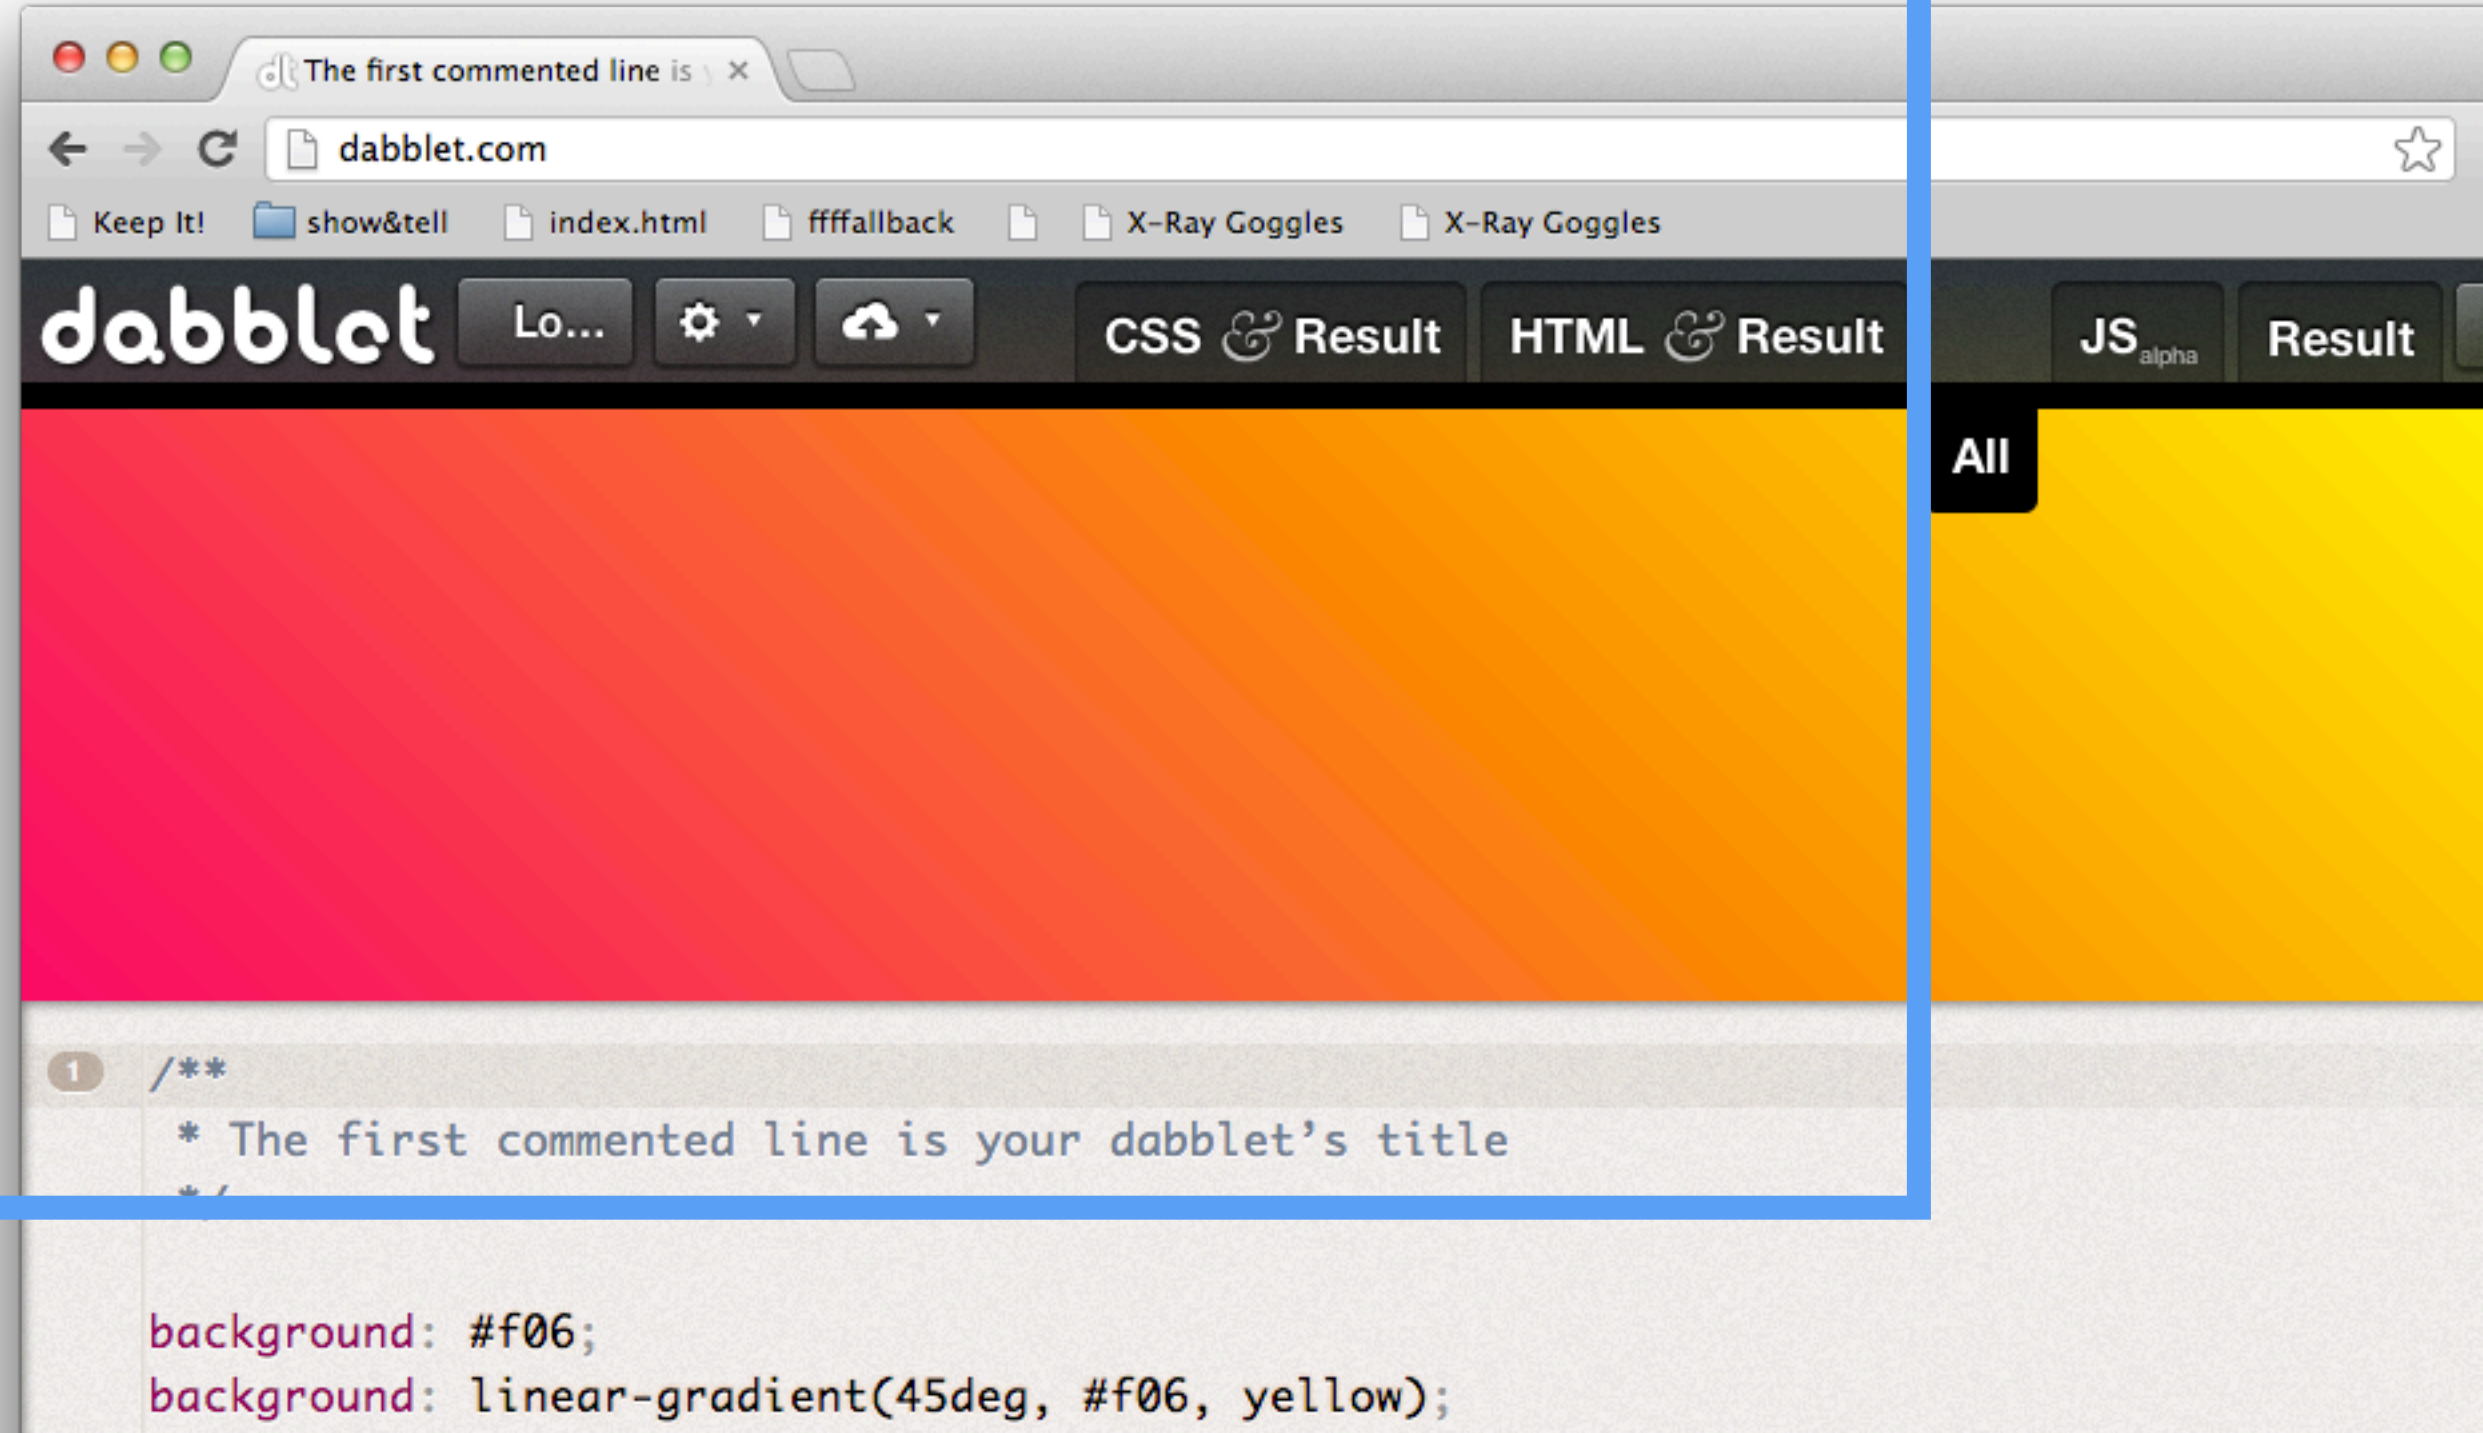 The first commented line is
dabblet.com
Keep It! show&tell index.html ffffallback X-Ray Goggles X-Ray Goggles
dabblet Lo... CSS & Result HTML & Result JS alpha Result
All
1 /**
* The first commented line is your dabblet’s title
*/
background: #f06;
background: linear-gradient(45deg, #f06, yellow);